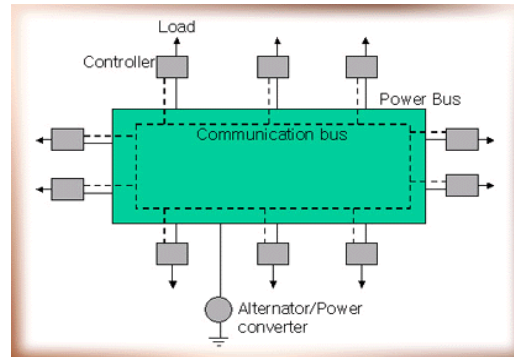 Load
Controller
Power Bus
Communication bus
Alternator/Power
converter